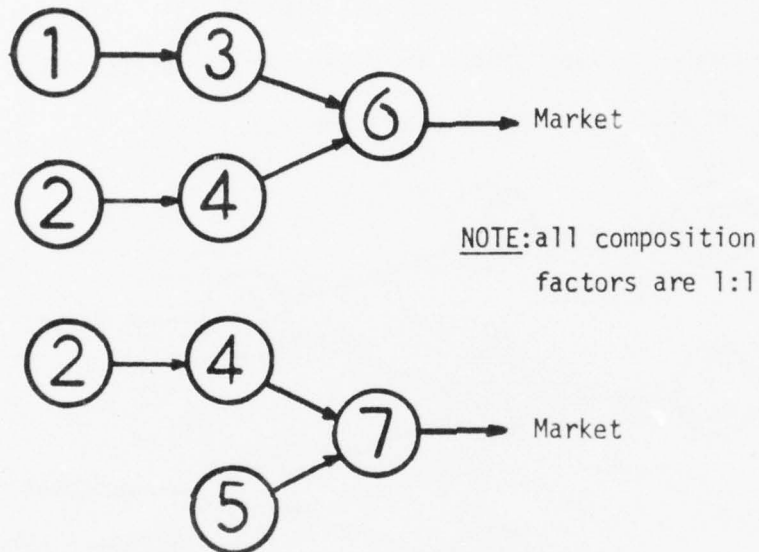 1 3
6 Market
2 4
NOTE: all composition
factors are 1:1
2 4
7 Market
5